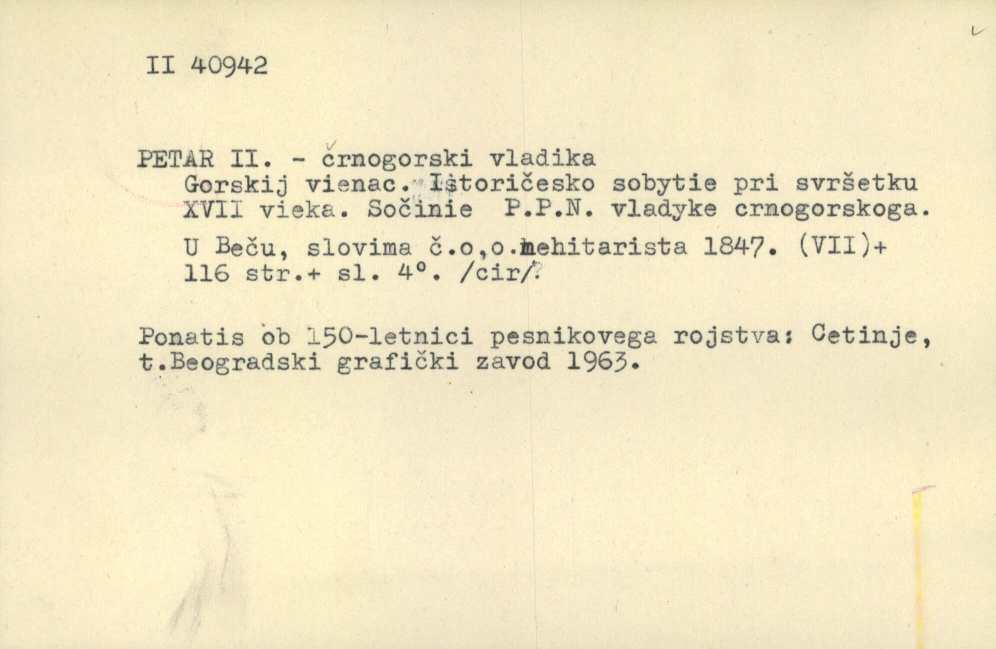 II 40942
PETAR II. - črnogorski vladika
Gorskij vienac. Istoričesko sobytie pri svršetku
XVII vieka. Sočinie P.P.N. vladyke crnogorskoga.
U Beču, slovima č.o,o.mehitarista 1847. (VII)+
116 str.+ sl. 4°. /cir/.
Ponatis ob 150-letnici pesnikovega rojstva: Cetinje,
t.Beogradski grafički zavod 1963.